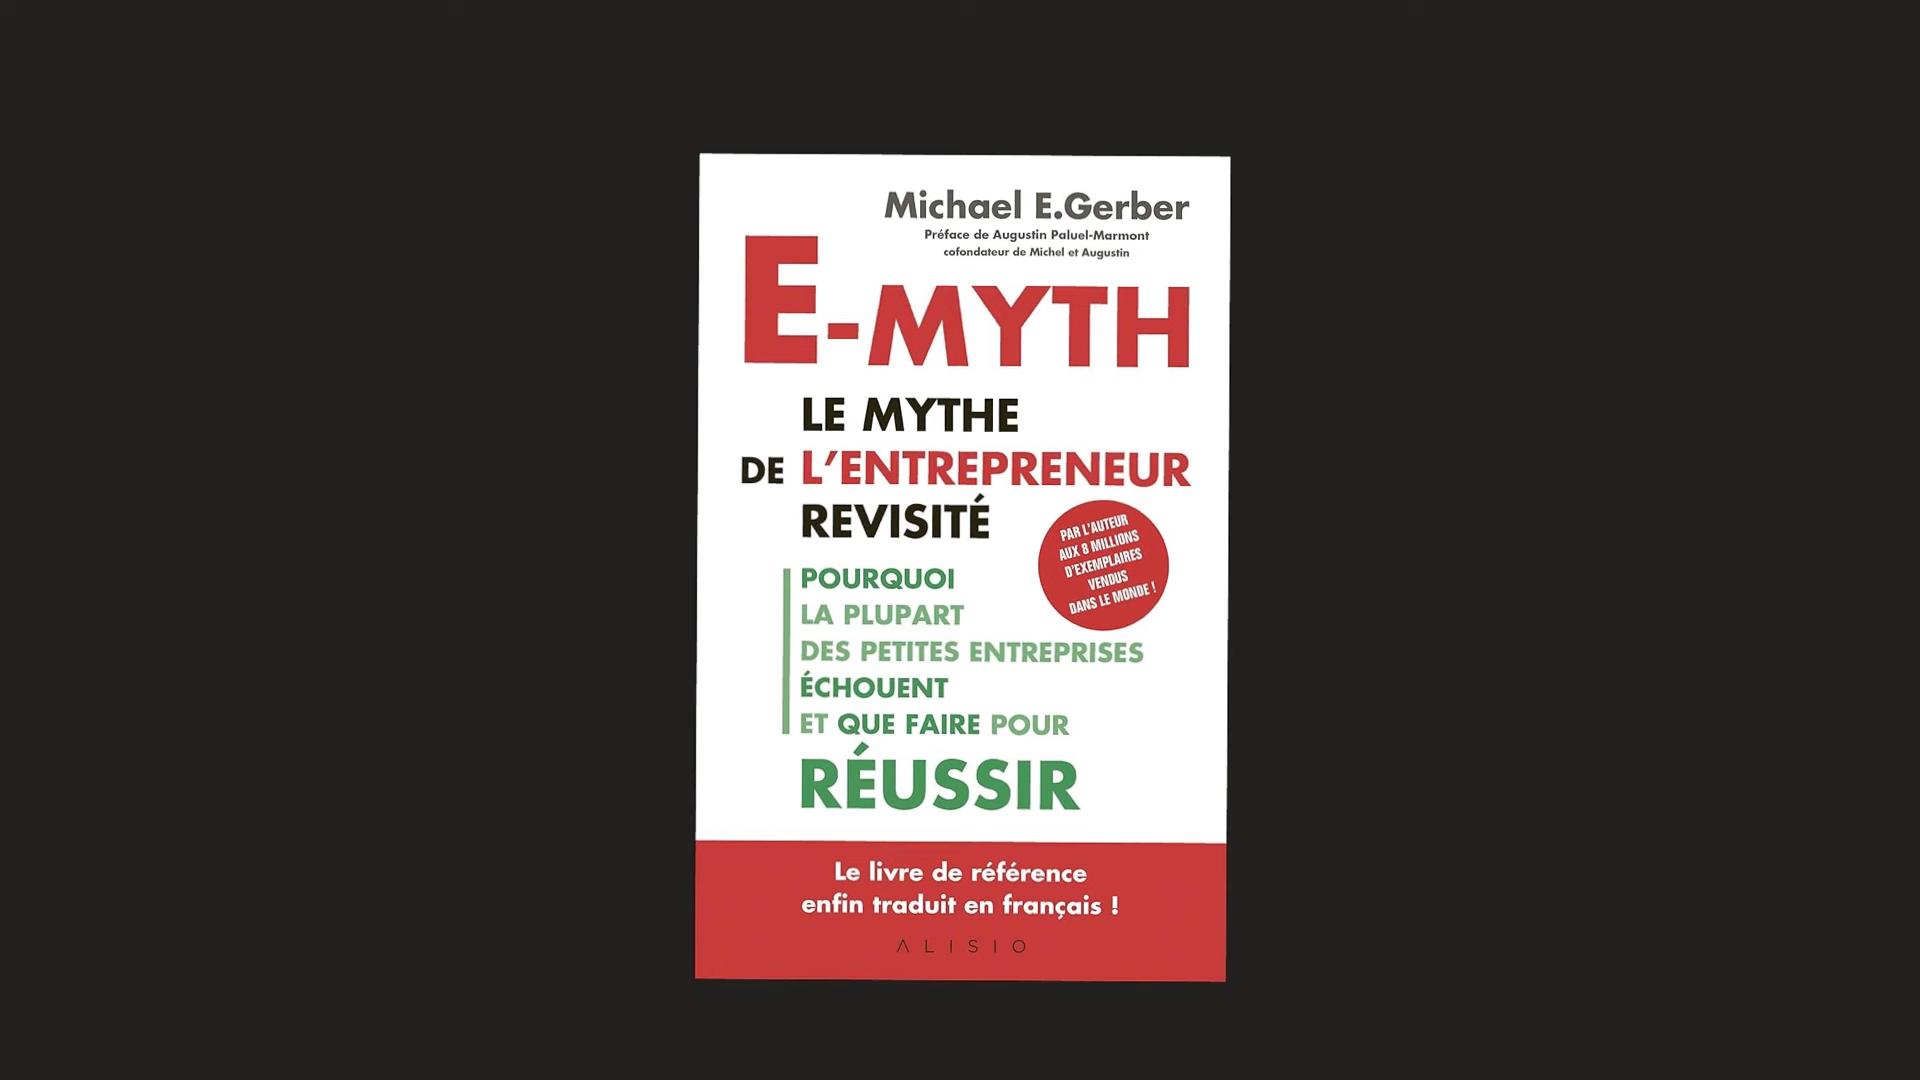 Michael E.Gerber
Préface de Augustin Paluel-Marmont
cofondateur de Michel et Augustin
E-MYTH
LE MYTHE
DE L'ENTREPRENEUR
REVISITÉ
PAR L'AUTEUR
AUX 8 MILLIONS
D'EXEMPLAIRES
VENDUS
DANS LE MONDE !
POURQUOI
LA PLUPART
DES PETITES ENTREPRISES
ÉCHOUENT
ET QUE FAIRE POUR
RÉUSSIR
Le livre de référence
enfin traduit en français !
ALISIO